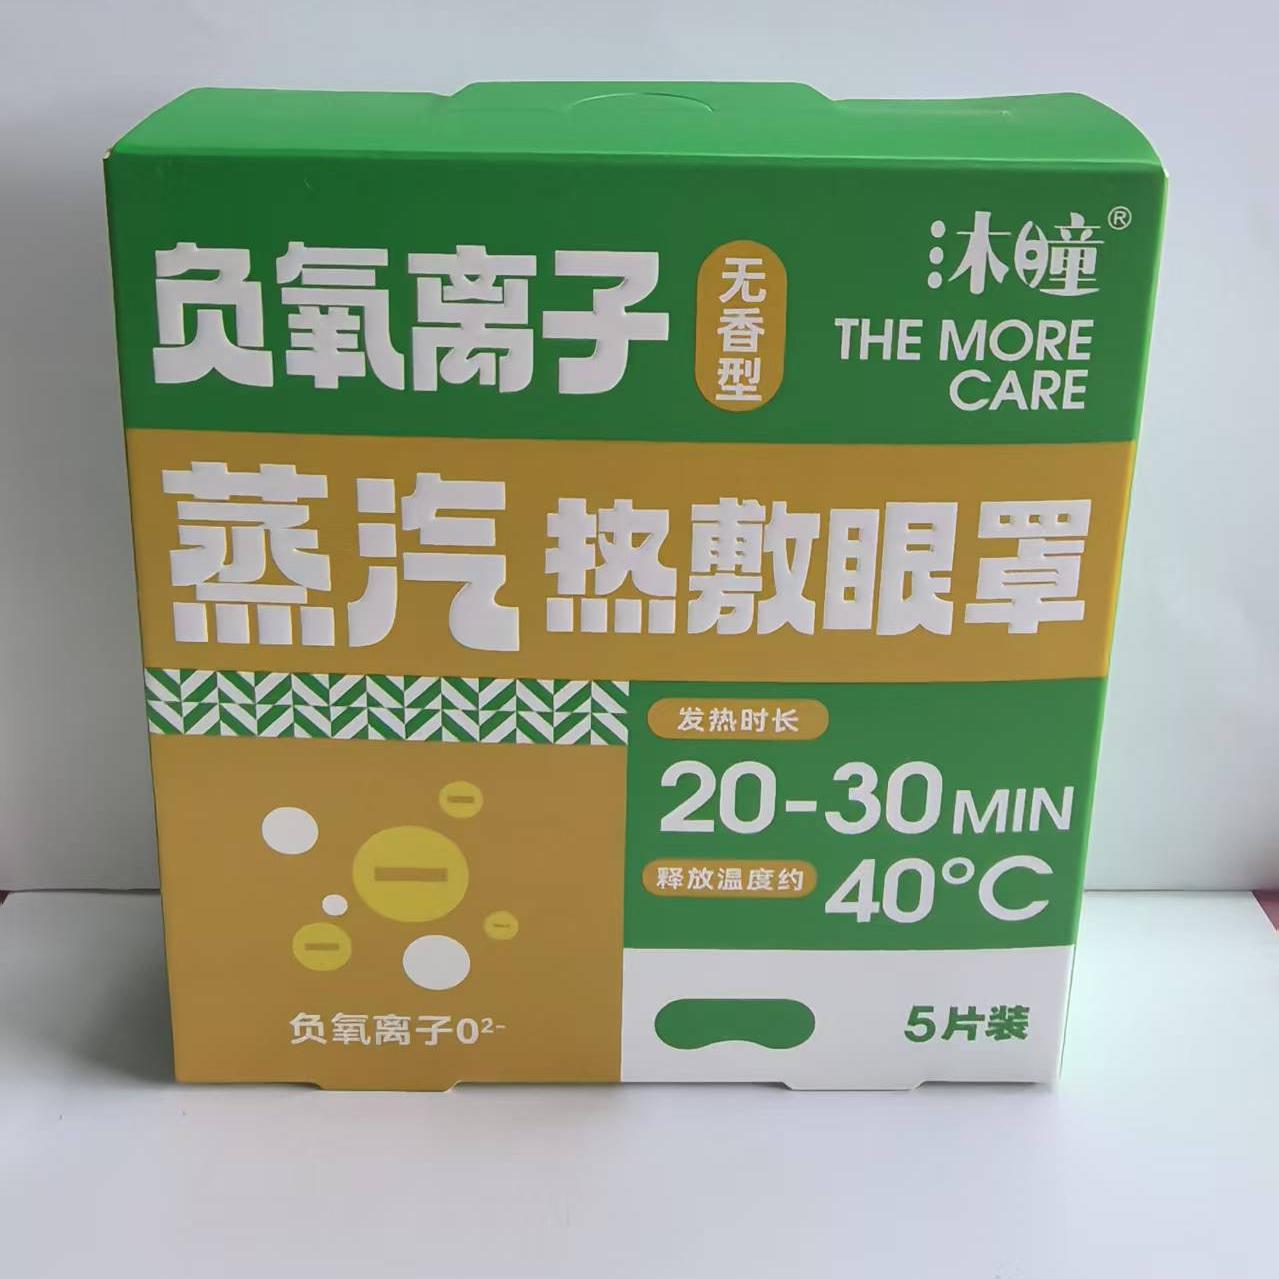 沐瞳®
THE MORE
CARE
负氧离子
无香型
蒸汽热敷眼罩
发热时长
20-30MIN
释放温度约
40°C
负氧离子O²⁻
5片装